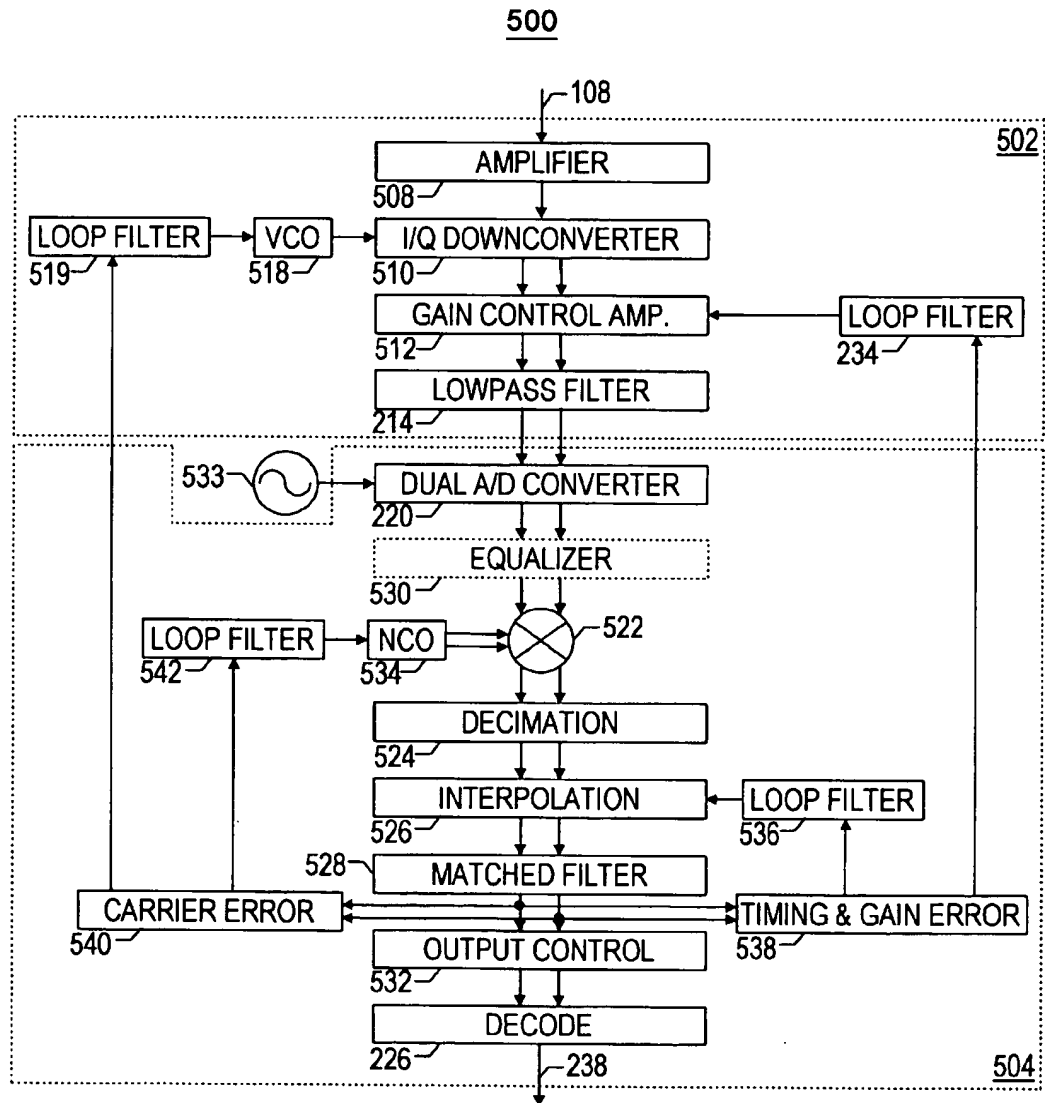 500
108
502
AMPLIFIER
508
LOOP FILTER
519
VCO
518
I/Q DOWNCONVERTER
510
GAIN CONTROL AMP.
512
LOOP FILTER
234
LOWPASS FILTER
214
533
DUAL A/D CONVERTER
220
EQUALIZER
530
LOOP FILTER
542
NCO
534
522
DECIMATION
524
INTERPOLATION
526
LOOP FILTER
536
528
MATCHED FILTER
CARRIER ERROR
540
TIMING & GAIN ERROR
538
OUTPUT CONTROL
532
DECODE
226
238
504